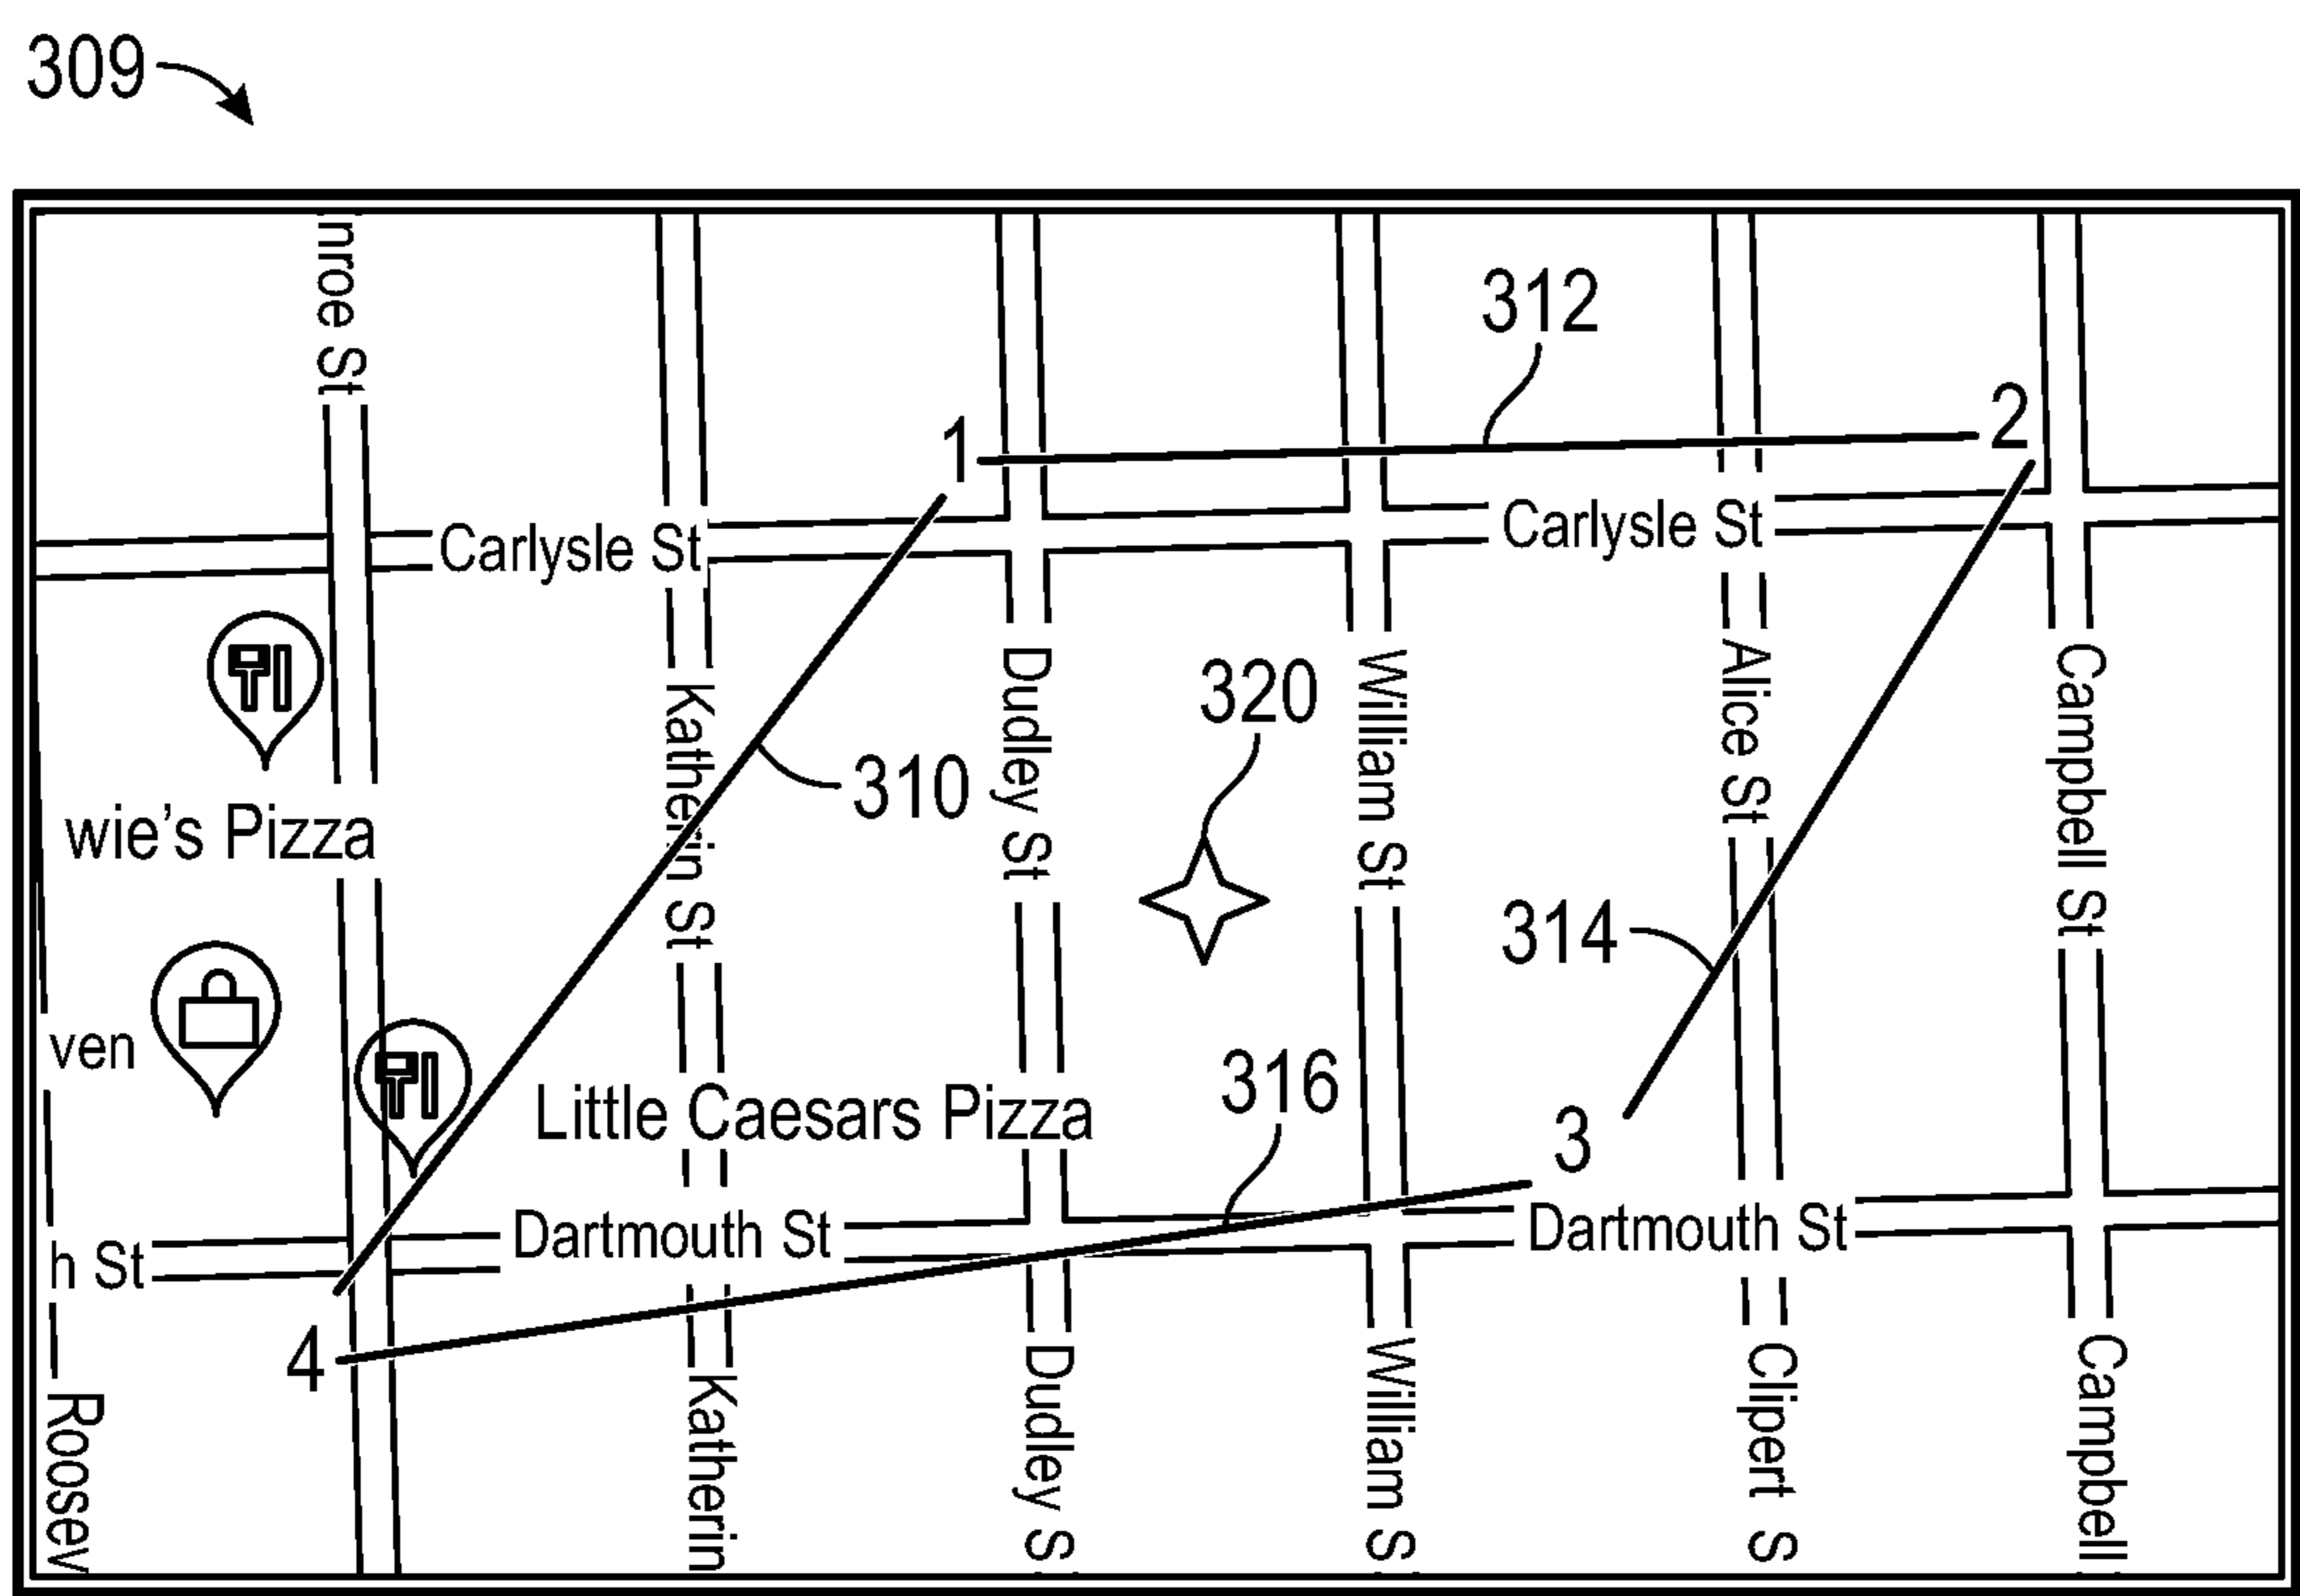 309
nroe St
312
1
2
Carlysle St
Carlysle St
Katherin St
Dudley St
320
William St
Alice St
Campbell St
310
wie's Pizza
314
ven
316
Little Caesars Pizza
3
Dartmouth St
Dartmouth St
h St
4
Roosev
Katherin
Dudley S
William S
Clipert S
Campbell